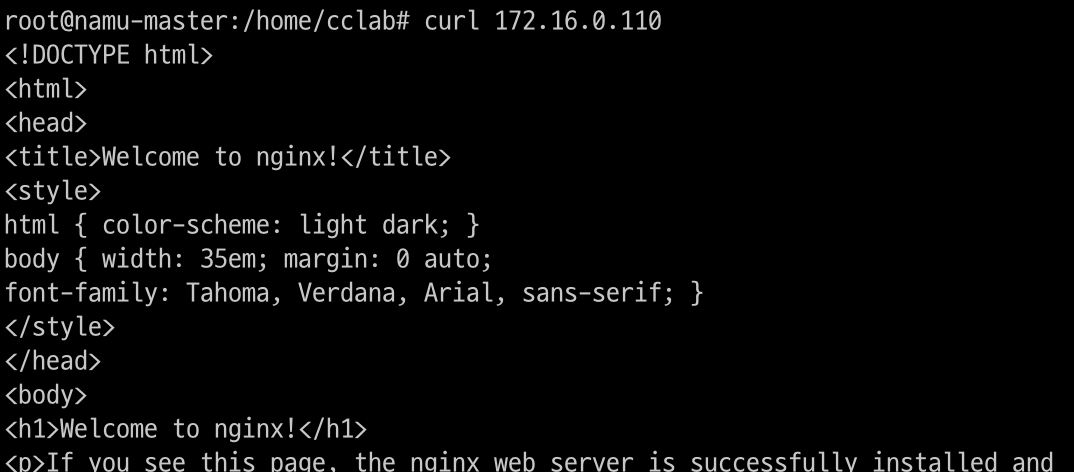 root@namu-master:/home/cclab# curl 172.16.0.110
<!DOCTYPE html>
<html>
<head>
<title>Welcome to nginx!</title>
<style>
html { color-scheme: light dark; }
body { width: 35em; margin: 0 auto;
font-family: Tahoma, Verdana, Arial, sans-serif; }
</style>
</head>
<body>
<h1>Welcome to nginx!</h1>
<p>If you see this page, the nginx web server is successfully installed and